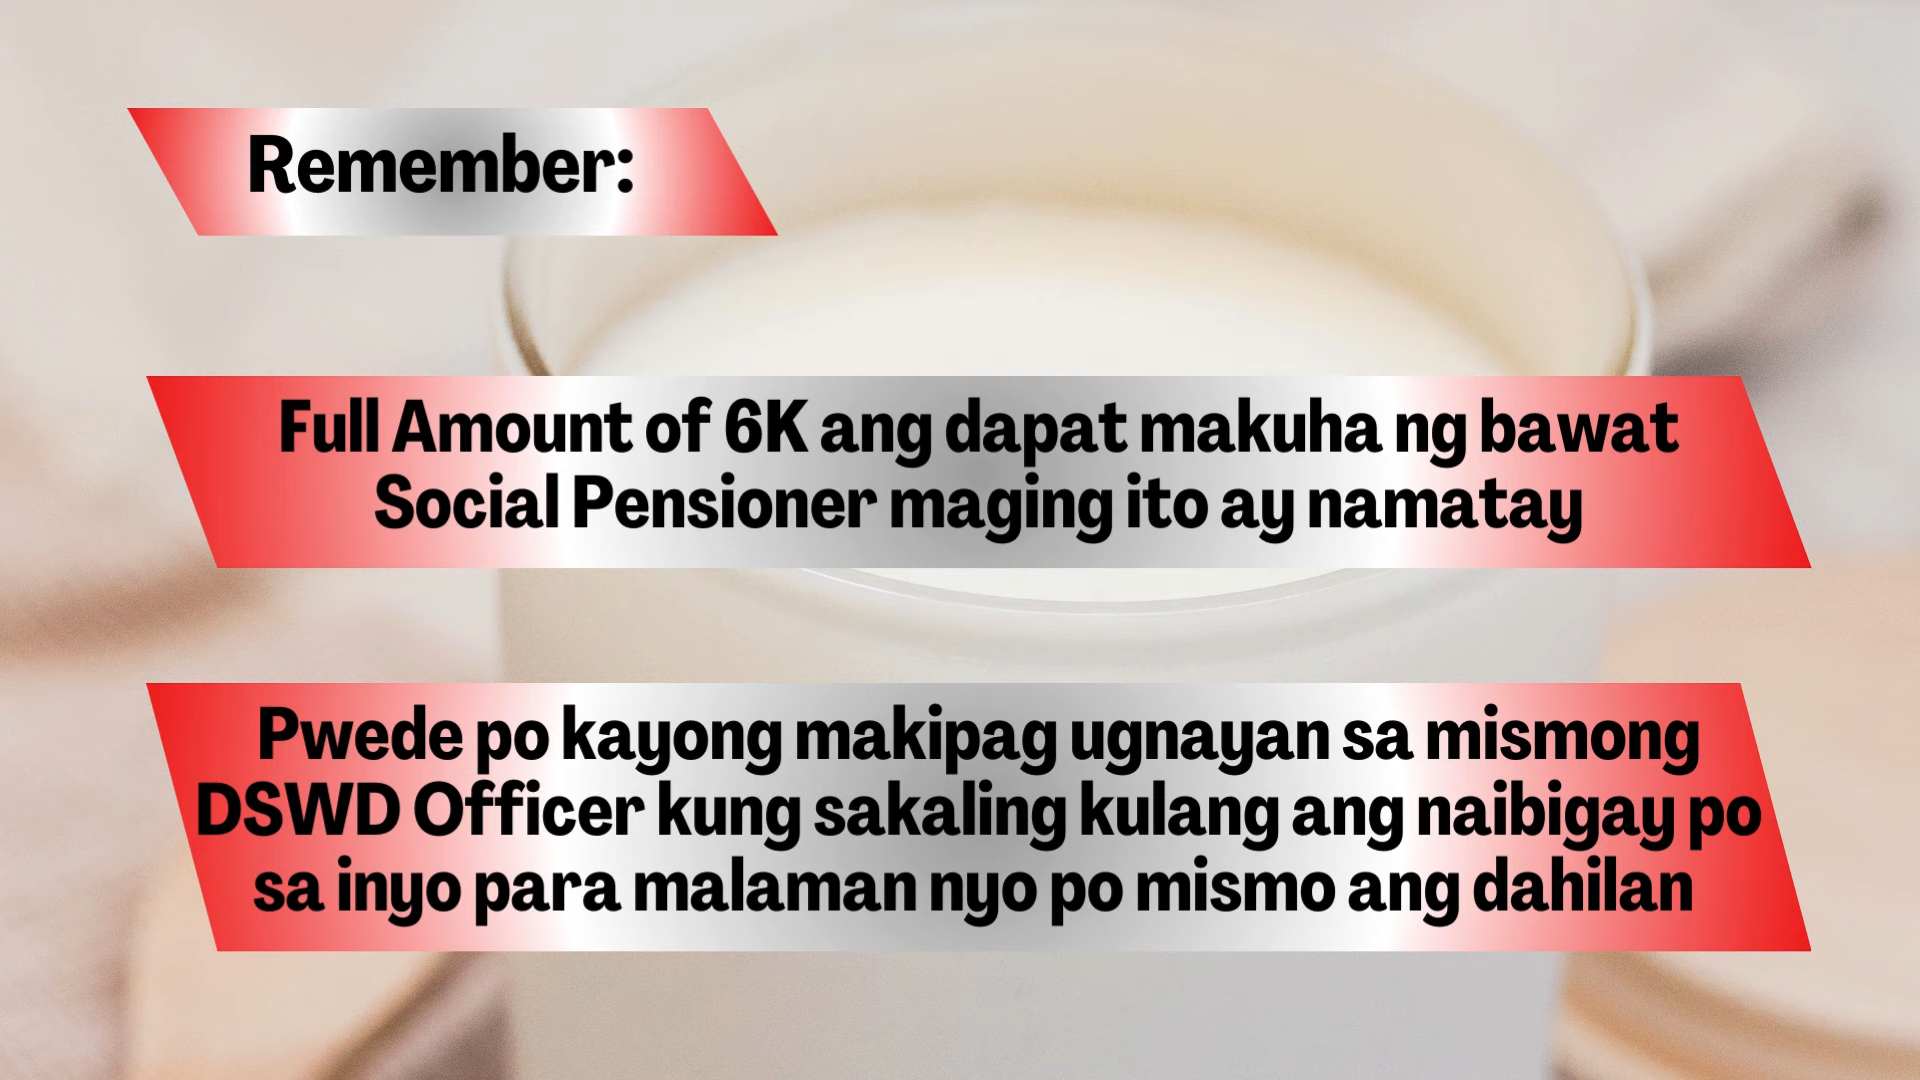 Remember:
Full Amount of 6K ang dapat makuha ng bawat
Social Pensioner maging ito ay namatay
Pwede po kayong makipag ugnayan sa mismong
DSWD Officer kung sakaling kulang ang naibigay po
sa inyo para malaman nyo po mismo ang dahilan